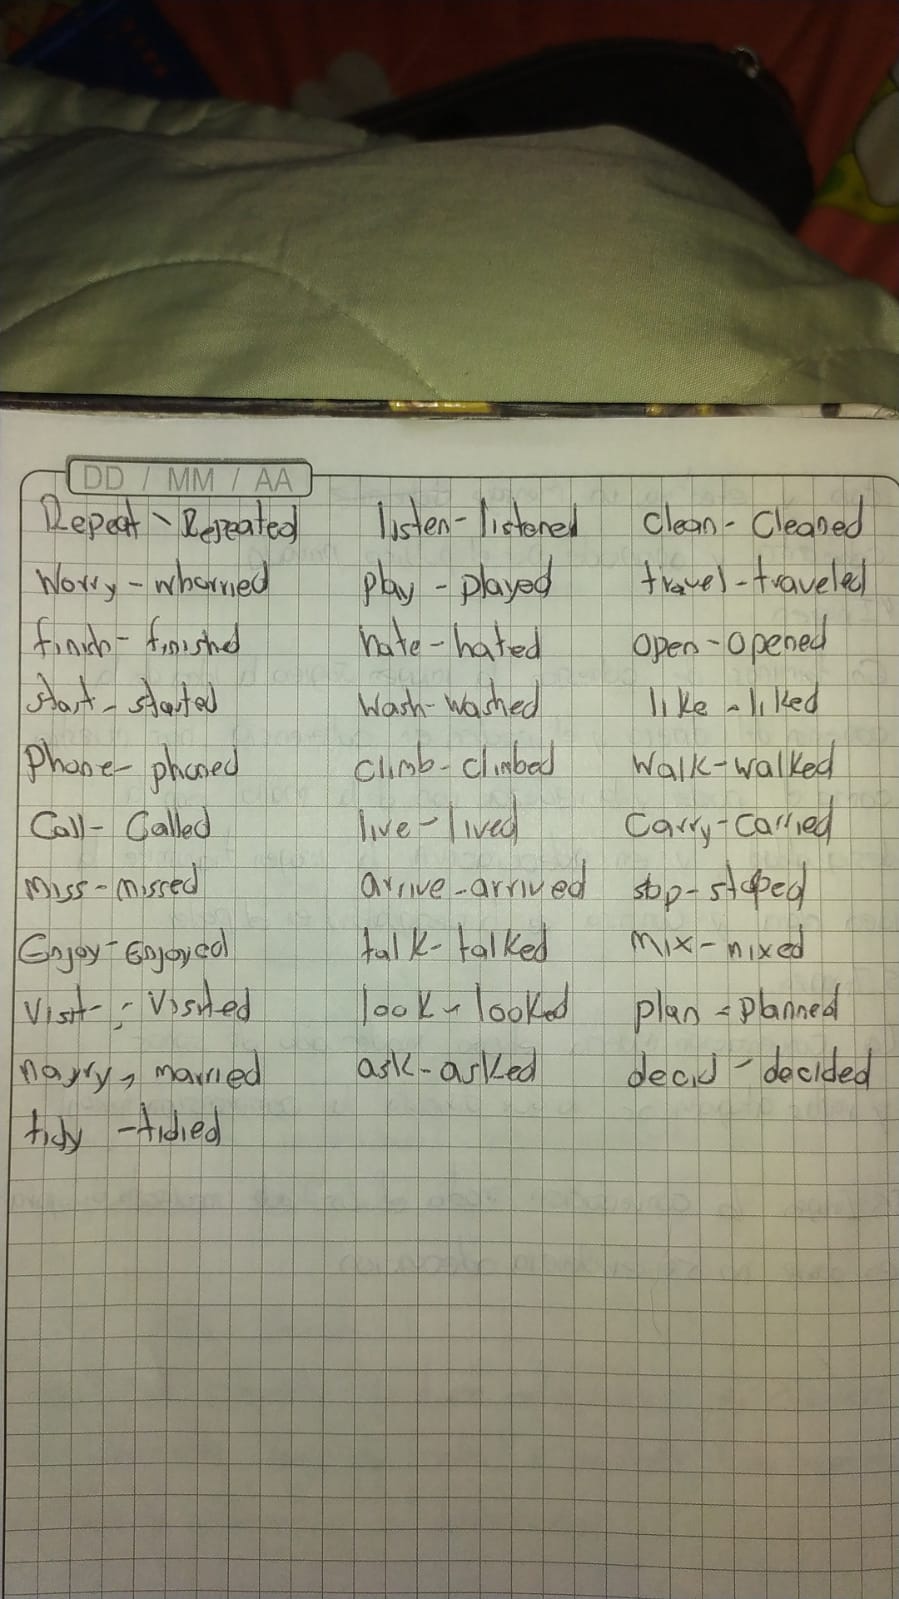 DD / MM / AA
Repeat - Repeated listen - listened Clean - Cleaned
Worry - whorried play - played travel - traveled
finish - finished hate - hated open - opened
start - started Wash - washed like - liked
Phone - phoned climb - climbed Walk - walked
Call - Called live - lived Carry - carried
Miss - missed arrive - arrived stop - stoped
Enjoy - Enjoyed talk - talked Mix - mixed
Visit - Visited look - looked plan - planned
marry, married ask - asked decid - decided
tidy - tidied